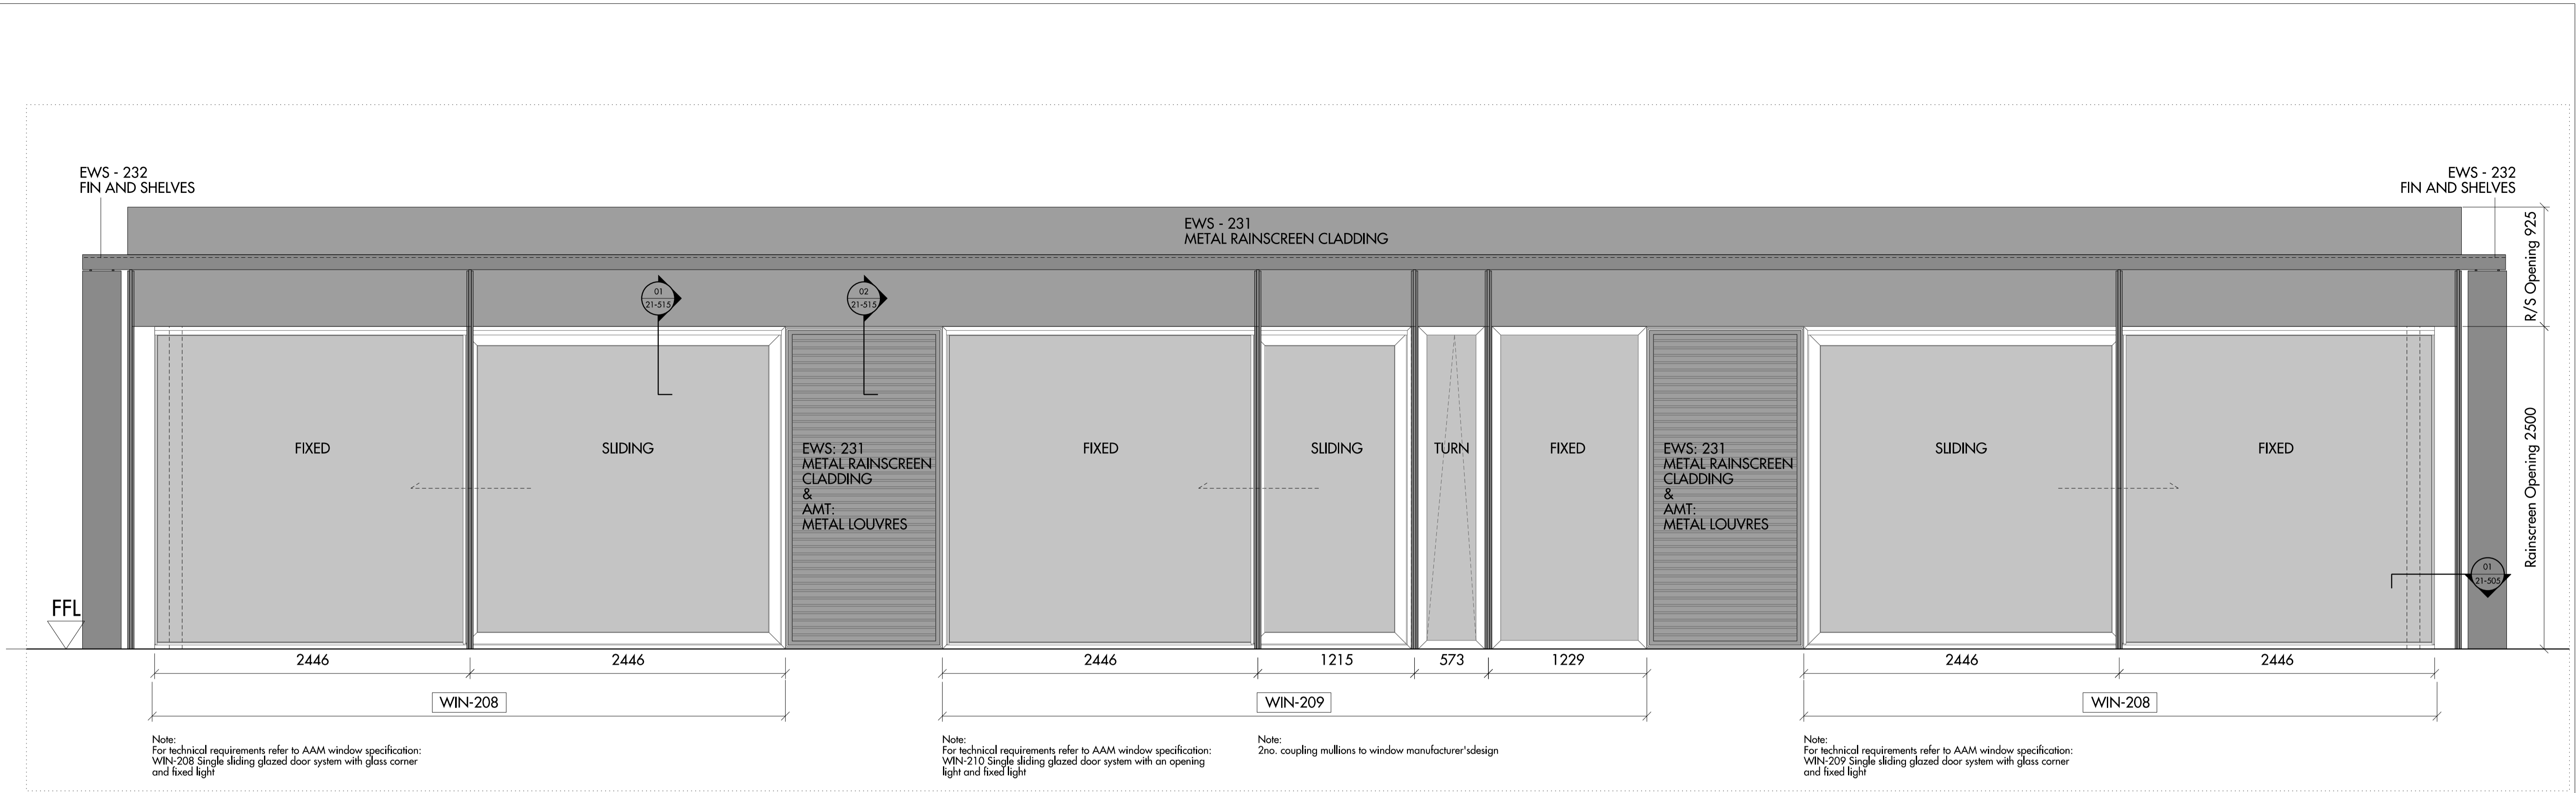 EWS - 232
FIN AND SHELVES
EWS - 232
FIN AND SHELVES
EWS - 231
METAL RAINSCREEN CLADDING
R/S Opening 925
01
21-515
02
21-515
FIXED
SLIDING
EWS: 231
METAL RAINSCREEN
CLADDING
&
AMT:
METAL LOUVRES
FIXED
SLIDING
TURN
FIXED
EWS: 231
METAL RAINSCREEN
CLADDING
&
AMT:
METAL LOUVRES
SLIDING
FIXED
Rainscreen Opening 2500
01
21-505
FFL
2446
2446
2446
1215
573
1229
2446
2446
WIN-208
WIN-209
WIN-208
Note:
For technical requirements refer to AAM window specification:
WIN-208 Single sliding glazed door system with glass corner
and fixed light
Note:
For technical requirements refer to AAM window specification:
WIN-210 Single sliding glazed door system with an opening
light and fixed light
Note:
2no. coupling mullions to window manufacturer'sdesign
Note:
For technical requirements refer to AAM window specification:
WIN-209 Single sliding glazed door system with glass corner
and fixed light